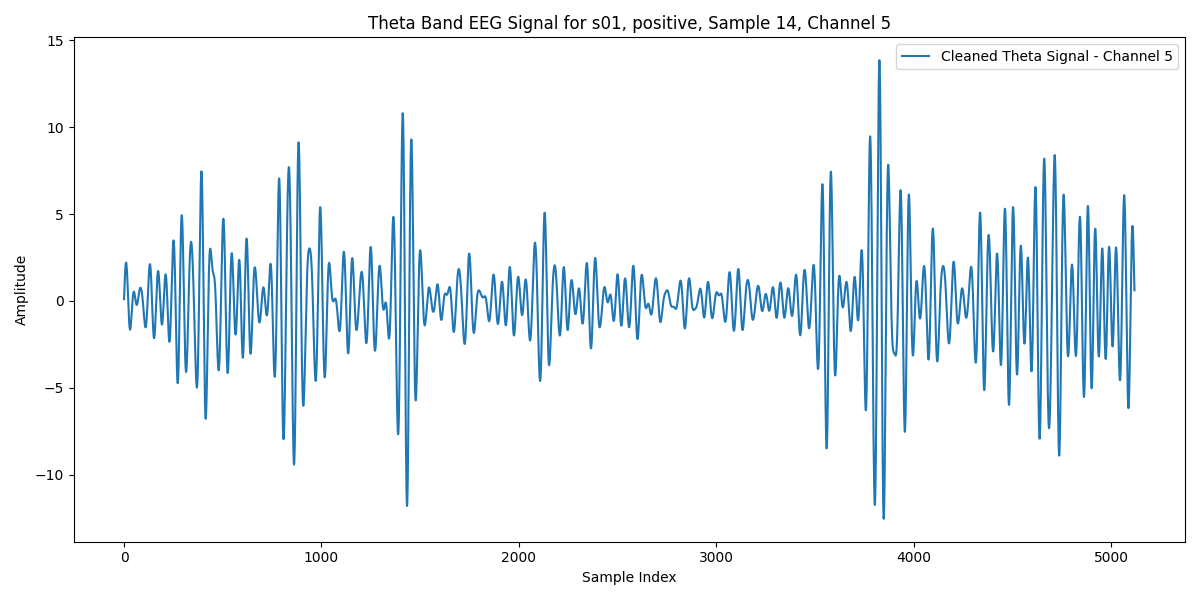 Theta Band EEG Signal for s01, positive, Sample 14, Channel 5
Cleaned Theta Signal - Channel 5
15
10
5
0
−5
−10
Amplitude
0 1000 2000 3000 4000 5000
Sample Index